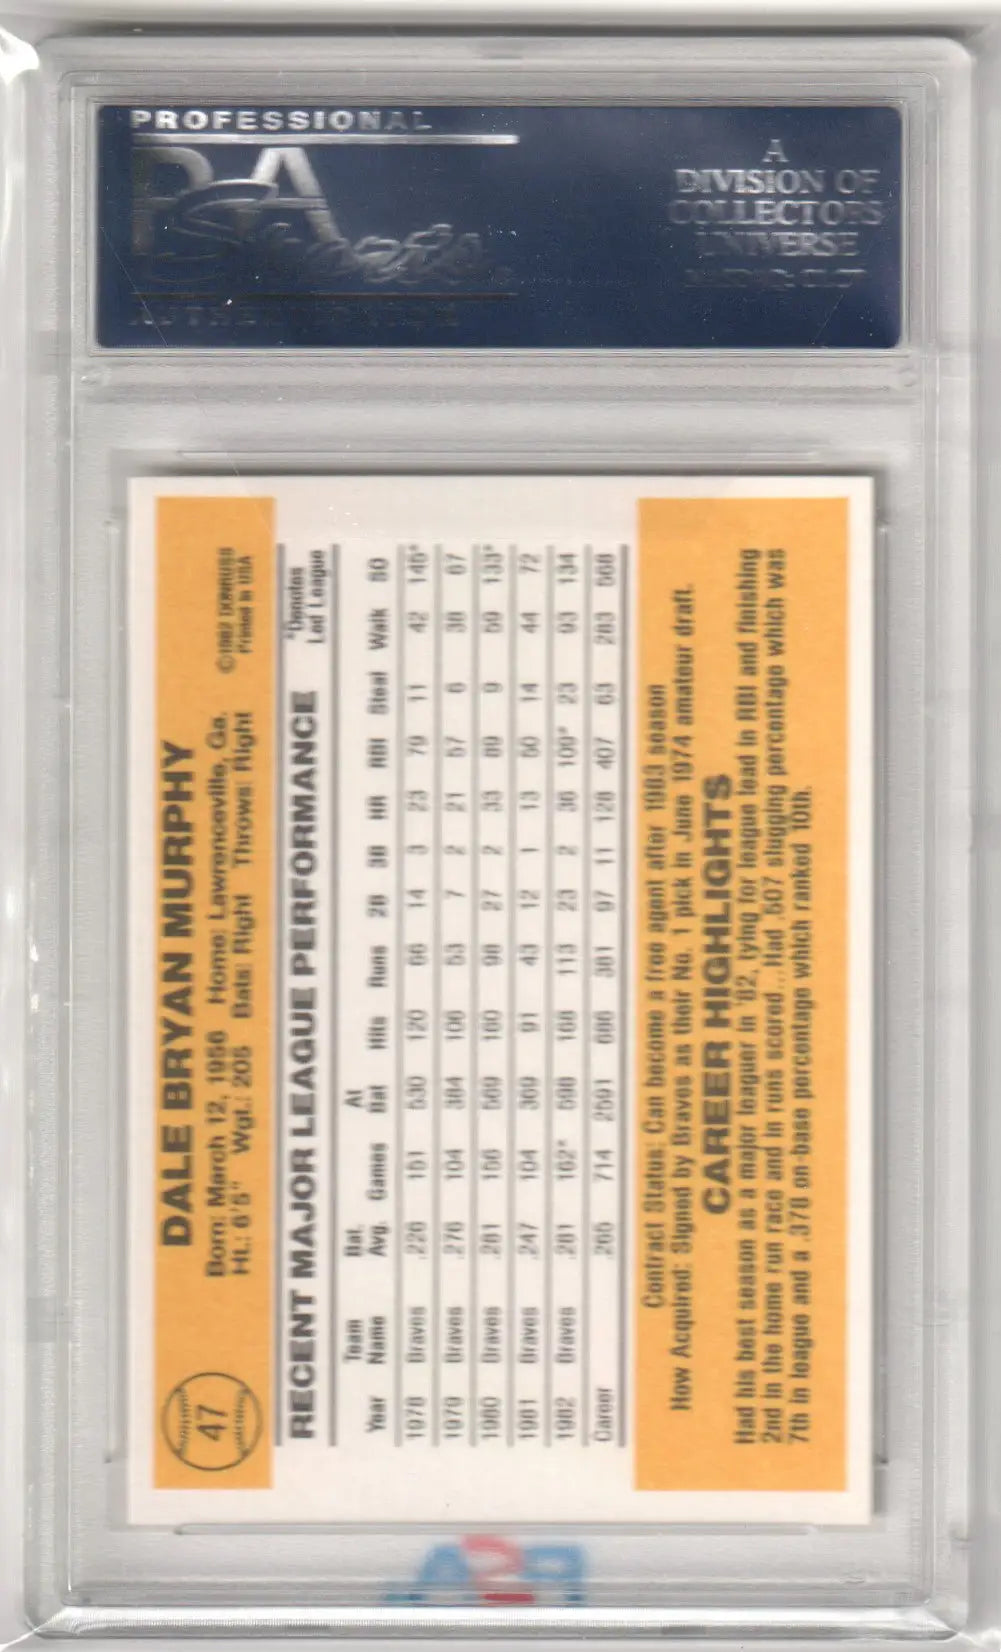 PROFESSIONAL
PSA
A
DIVISION OF
COLLECTORS
UNIVERSE
47
DALE BRYAN MURPHY
©1982 DONRUSS
Printed in USA
Born: March 12, 1956 Home: Lawrenceville, Ga.
Ht.: 6'5" Wgt.: 205 Bats: Right Throws: Right
RECENT MAJOR LEAGUE PERFORMANCE
*Denotes
Led League
Year Team Name Bat. Avg. Games At Bat Hits Runs 2B 3B HR RBI Steal Walk SO
1978 Braves .226 151 530 120 66 14 3 23 79 11 42 145*
1979 Braves .276 104 384 106 53 7 2 21 57 6 38 67
1980 Braves .281 156 569 160 98 27 2 33 89 9 59 133*
1981 Braves .247 104 369 91 43 12 1 13 50 14 44 72
1982 Braves .281 162* 598 168 113 23 2 36 109* 23 93 134
Career .265 714 2591 686 381 97 11 128 407 63 283 568
Contract Status: Can become a free agent after 1983 season
How Acquired: Signed by Braves as their No. 1 pick in June 1974 amateur draft.
CAREER HIGHLIGHTS
Had his best season as a major leaguer in '82, tying for league lead in RBI and finishing
2nd in the home run race and in runs scored...Had .507 slugging percentage which was
7th in league and a .378 on-base percentage which ranked 10th.